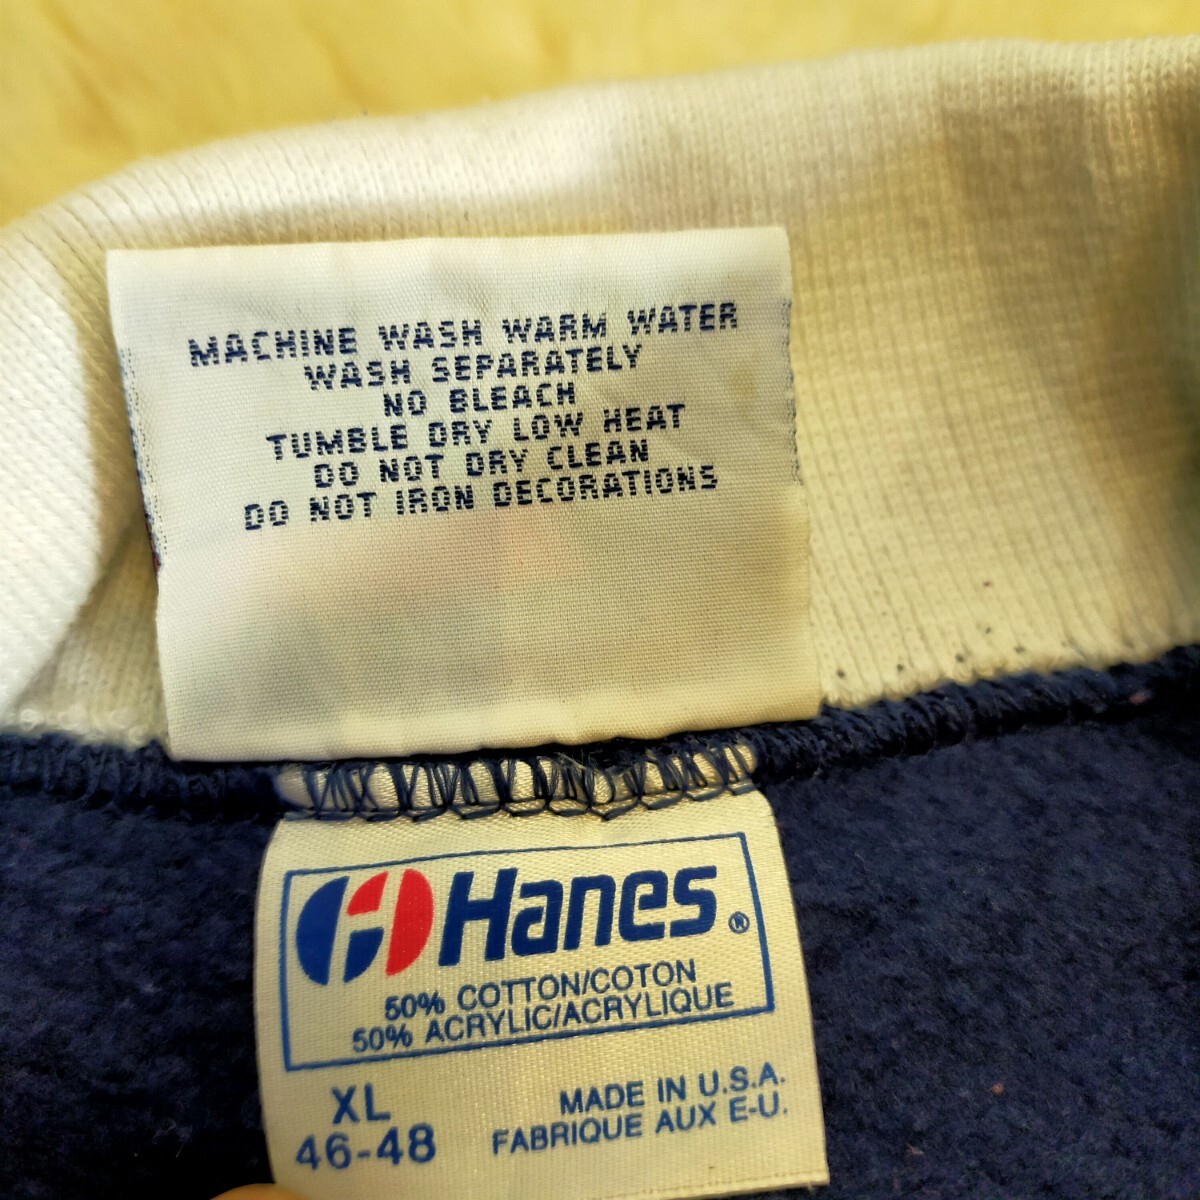 MACHINE WASH WARM WATER
WASH SEPARATELY
NO BLEACH
TUMBLE DRY LOW HEAT
DO NOT DRY CLEAN
DO NOT IRON DECORATIONS
Hanes®
50% COTTON/COTON
50% ACRYLIC/ACRYLIQUE
XL
46-48
MADE IN U.S.A.
FABRIQUE AUX E-U.